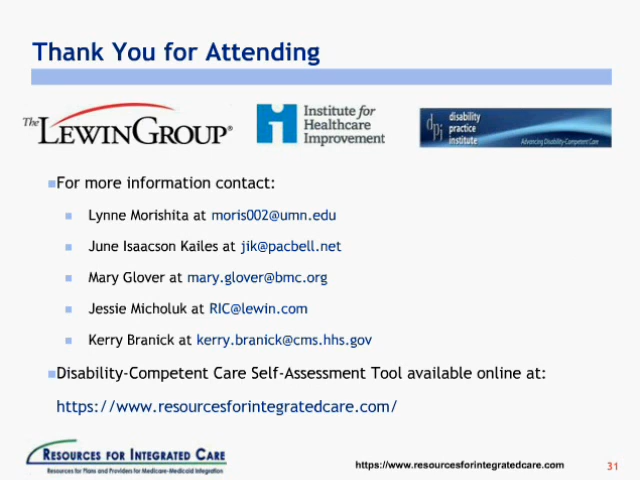 Thank You for Attending
The LEWIN GROUP®
Institute for
Healthcare
Improvement
dpi
disability
practice
institute
Advancing Disability-Competent Care
For more information contact:
Lynne Morishita at moris002@umn.edu
June Isaacson Kailes at jik@pacbell.net
Mary Glover at mary.glover@bmc.org
Jessie Micholuk at RIC@lewin.com
Kerry Branick at kerry.branick@cms.hhs.gov
Disability-Competent Care Self-Assessment Tool available online at:
https://www.resourcesforintegratedcare.com/
RESOURCES FOR INTEGRATED CARE
Resources for Plans and Providers for Medicare-Medicaid Integration
https://www.resourcesforintegratedcare.com
31